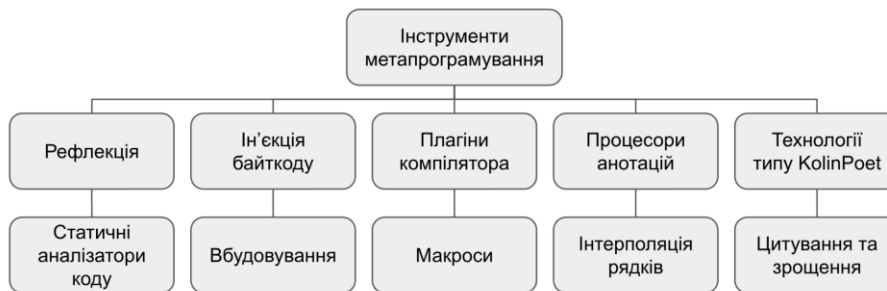 Інструменти
метапрограмування
Рефлекція
Ін’єкція
байткоду
Плагіни
компілятора
Процесори
анотацій
Технології
типу KolinPoet
Статичні
аналізатори
коду
Вбудовування
Макроси
Інтерполяція
рядків
Цитування та
зрощення